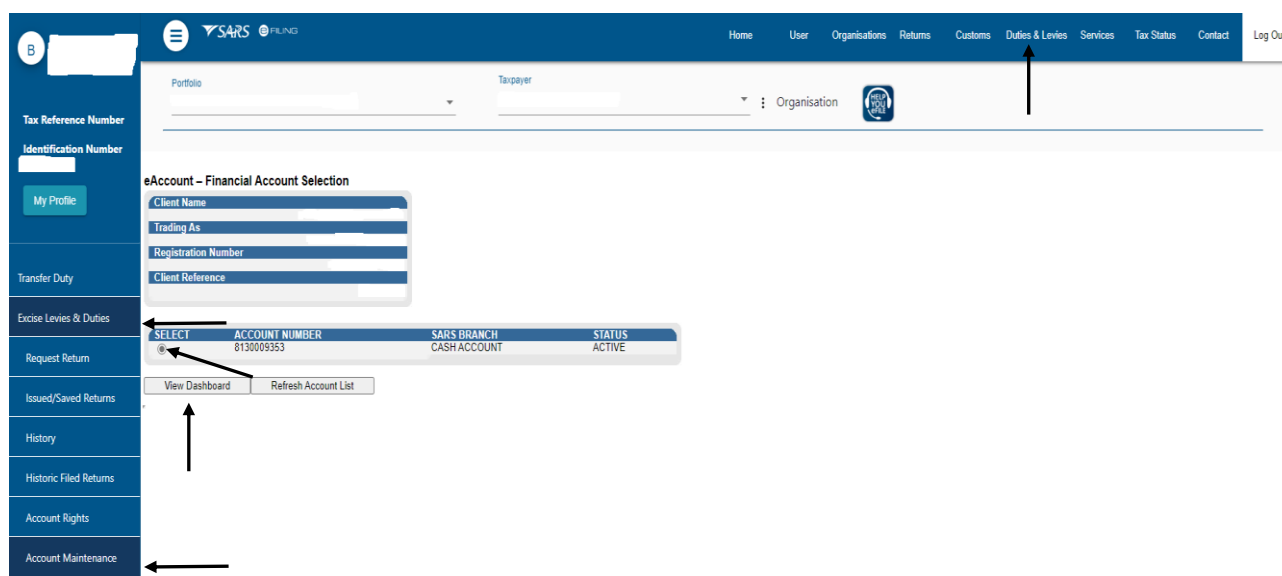 B
SARS eFILING
Home User Organisations Returns Customs Duties & Levies Services Tax Status Contact Log Ou
Portfolio Taxpayer
Organisation
HELP YOU eFILE
Tax Reference Number
Identification Number
My Profile
Transfer Duty
Excise Levies & Duties
Request Return
Issued/Saved Returns
History
Historic Filed Returns
Account Rights
Account Maintenance
eAccount – Financial Account Selection
Client Name
Trading As
Registration Number
Client Reference
SELECT ACCOUNT NUMBER SARS BRANCH STATUS
8130009353 CASH ACCOUNT ACTIVE
View Dashboard Refresh Account List